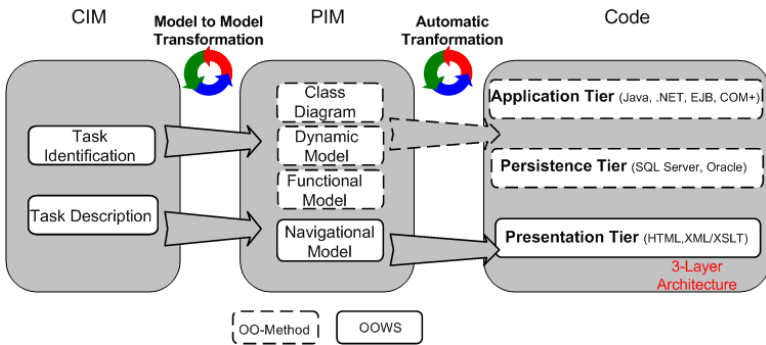 CIM
Model to Model
Transformation
PIM
Automatic
Tranformation
Code
Task
Identification
Task Description
Class
Diagram
Dynamic
Model
Functional
Model
Navigational
Model
Application Tier (Java, .NET, EJB, COM+)
Persistence Tier (SQL Server, Oracle)
Presentation Tier (HTML,XML/XSLT)
3-Layer
Architecture
OO-Method
OOWS